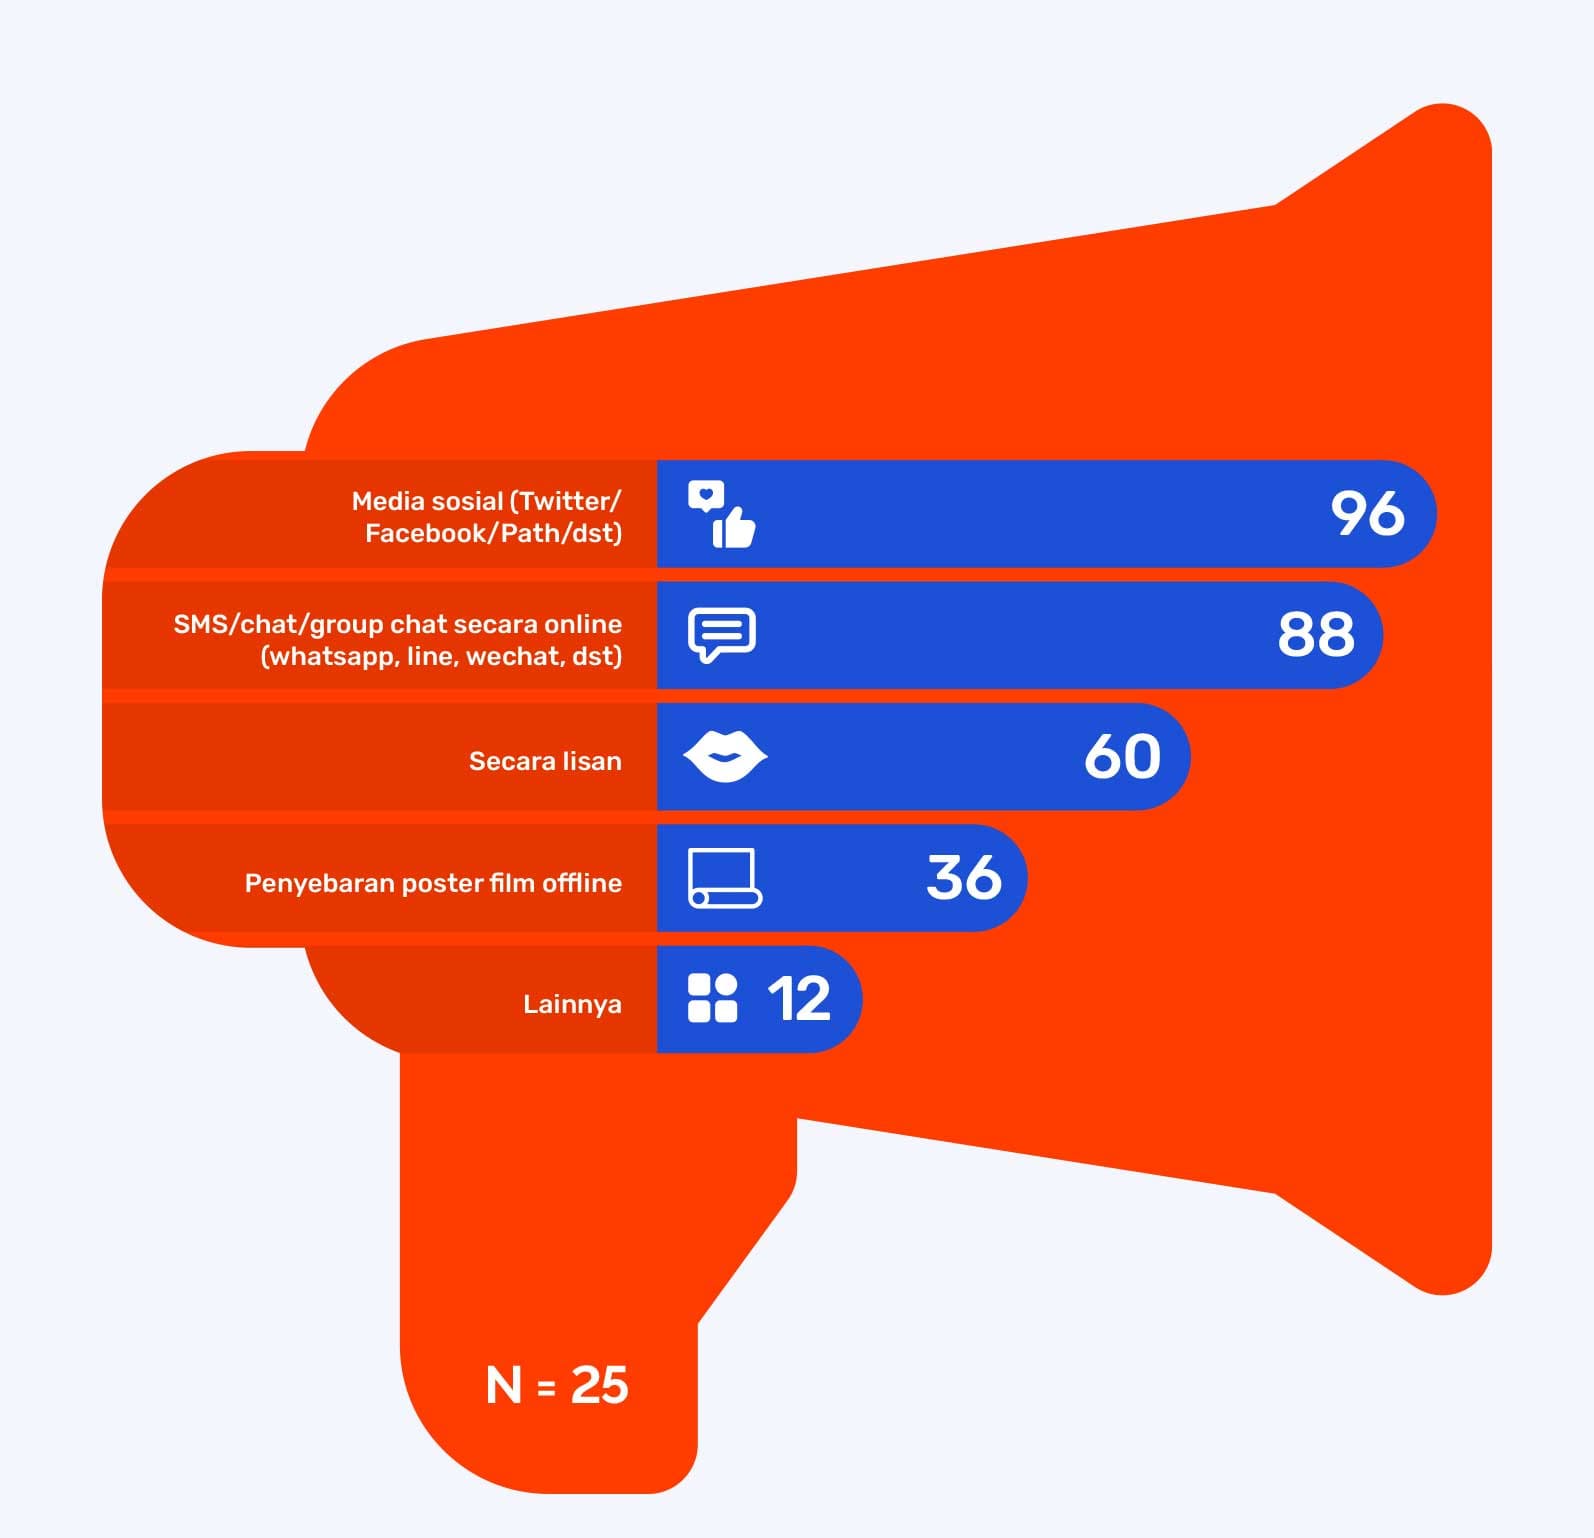 Media sosial (Twitter/
Facebook/Path/dst)
96
SMS/chat/group chat secara online
(whatsapp, line, wechat, dst)
88
Secara lisan
60
Penyebaran poster film offline
36
Lainnya
12
N = 25